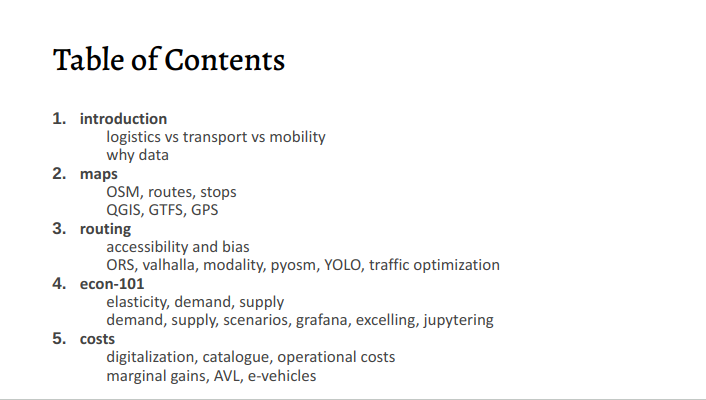 Table of Contents
1. introduction
logistics vs transport vs mobility
why data
2. maps
OSM, routes, stops
QGIS, GTFS, GPS
3. routing
accessibility and bias
ORS, valhalla, modality, pyosm, YOLO, traffic optimization
4. econ-101
elasticity, demand, supply
demand, supply, scenarios, grafana, excelling, jupytering
5. costs
digitalization, catalogue, operational costs
marginal gains, AVL, e-vehicles